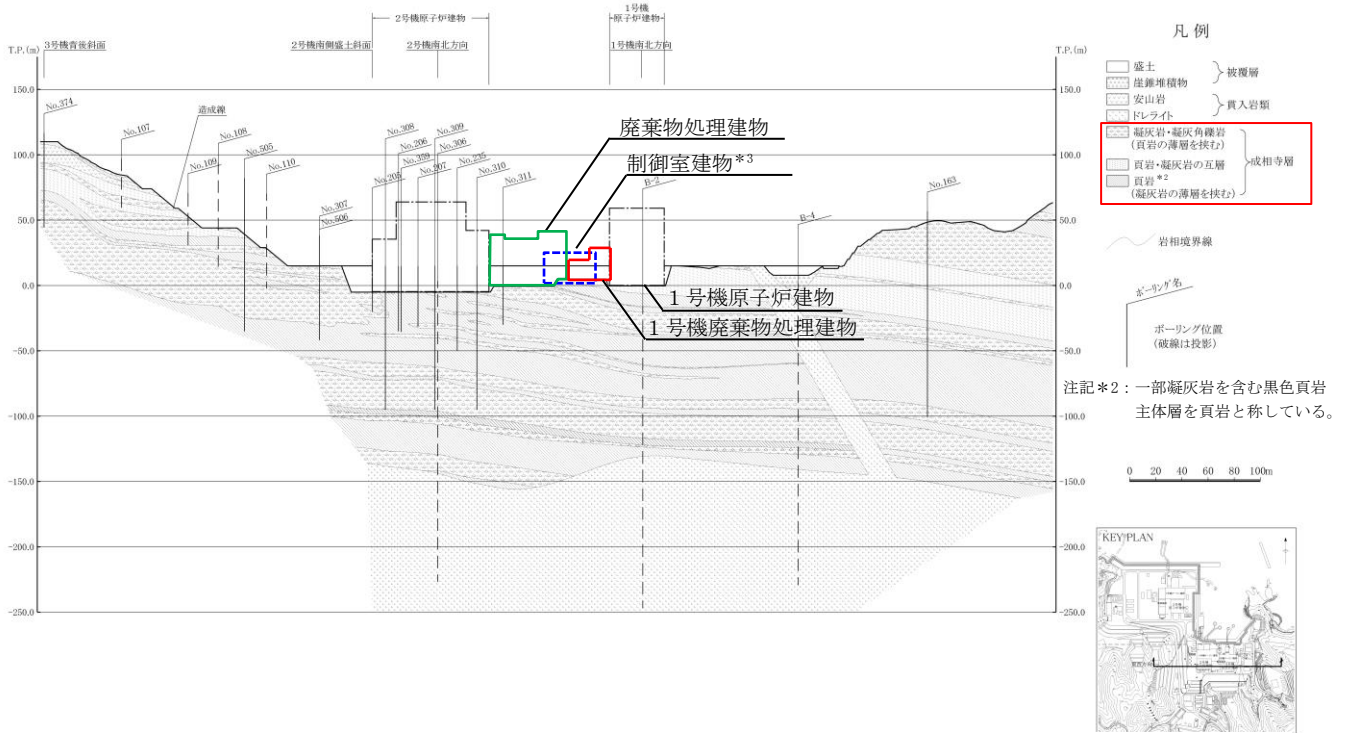 1号機
2号機原子炉建物
原子炉建物
T.P.(m)
3号機背後斜面
2号機南側盛土斜面
2号機南北方向
1号機南北方向
T.P.(m)
150.0
100.0
50.0
0.0
-50.0
-100.0
-150.0
-200.0
-250.0
150.0
100.0
50.0
0.0
-50.0
-100.0
-150.0
-200.0
-250.0
No.374
No.107
造成線
No.108
No.109
No.505
No.110
No.307
No.506
No.308
No.309
No.206
No.306
No.359
No.205
No.207
No.235
No.310
No.311
B-2
B-4
No.163
廃棄物処理建物
制御室建物*3
1号機原子炉建物
1号機廃棄物処理建物
凡例
盛土
崖錐堆積物
被覆層
安山岩
ドレライト
貫入岩類
凝灰岩・凝灰角礫岩
(頁岩の薄層を挟む)
頁岩・凝灰岩の互層
頁岩*2
(凝灰岩の薄層を挟む)
成相寺層
岩相境界線
ボーリング名
ボーリング位置
(破線は投影)
注記*2:一部凝灰岩を含む黒色頁岩
主体層を頁岩と称している。
0 20 40 60 80 100m
KEY PLAN